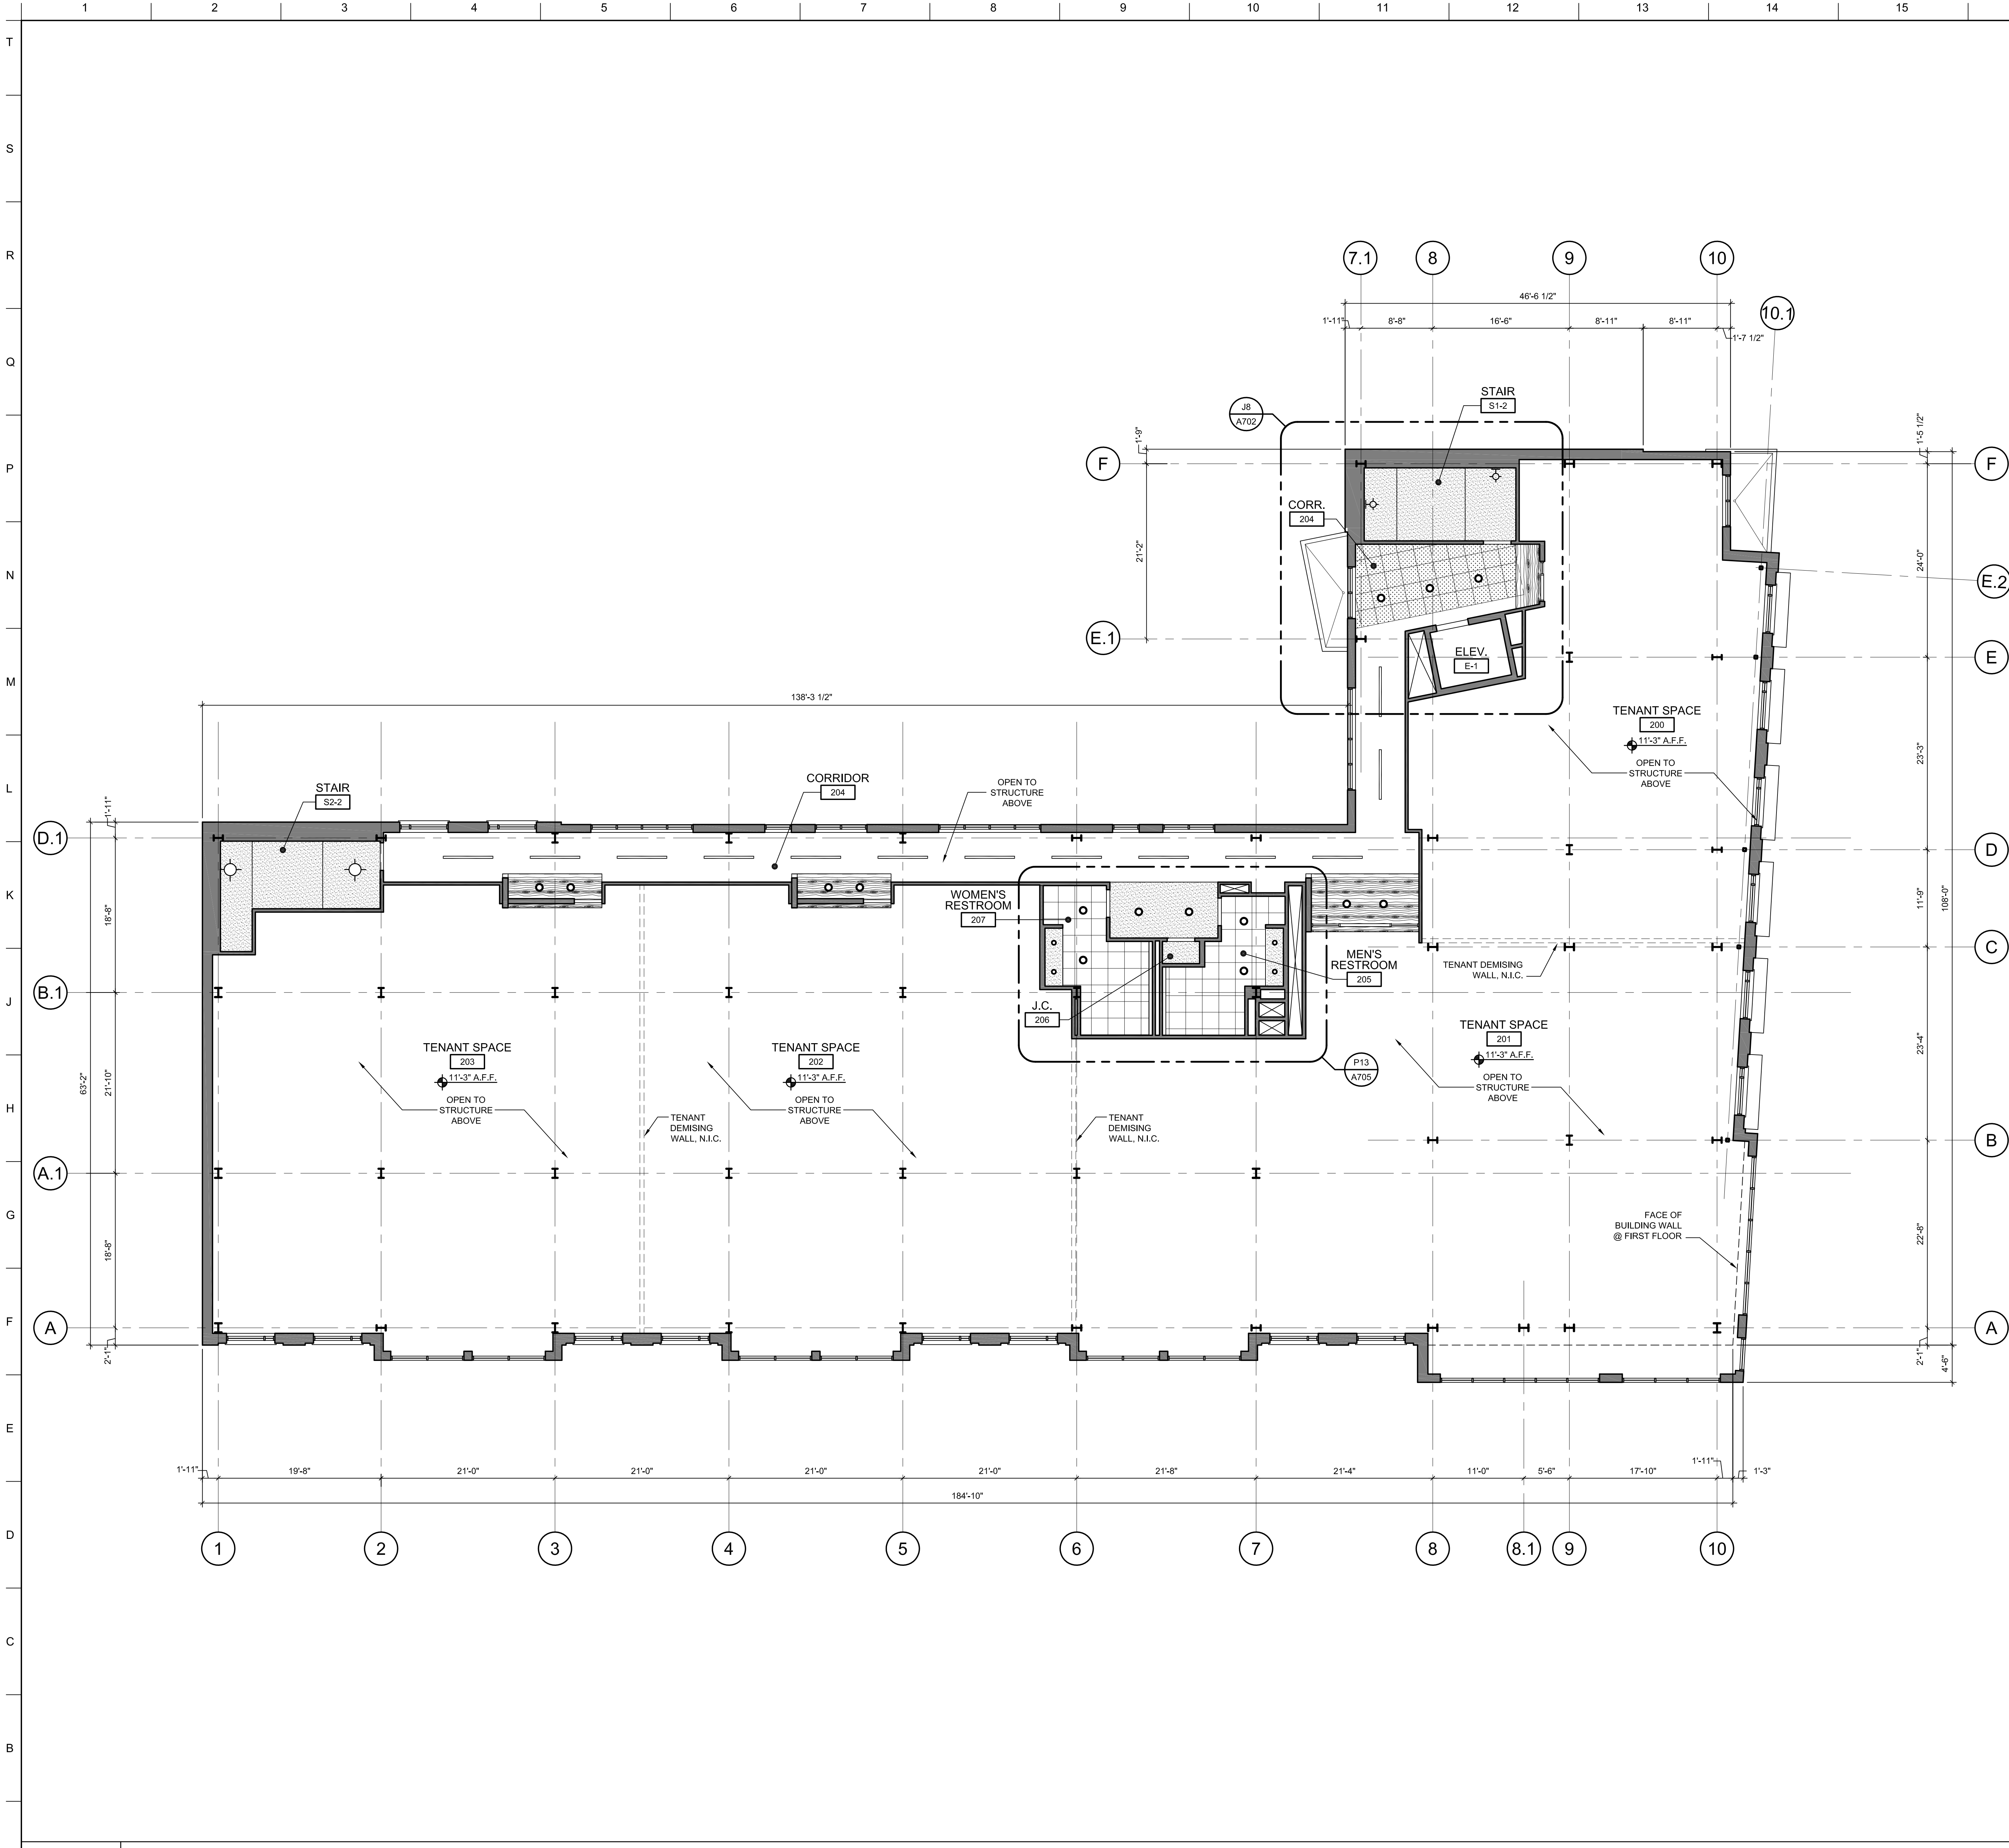 1 2 3 4 5 6 7 8 9 10 11 12 13 14 15
T
S
R
Q
P
N
M
L
K
J
H
G
F
E
D
C
B
7.1 8 9 10
10.1
46'-6 1/2"
1'-11" 8'-8" 16'-6" 8'-11" 8'-11"
1'-7 1/2"
STAIR
S1-2
J8
A702
1'-9"
1'-5 1/2"
F
F
CORR.
204
21'-2"
24'-0"
E.2
E.1
E
ELEV.
E-1
138'-3 1/2"
TENANT SPACE
200
11'-3" A.F.F.
OPEN TO
STRUCTURE
ABOVE
23'-3"
STAIR
S2-2
CORRIDOR
204
OPEN TO
STRUCTURE
ABOVE
1'-11"
D.1
D
WOMEN'S
RESTROOM
207
18'-8"
11'-9"
108'-0"
MEN'S
RESTROOM
205
TENANT DEMISING
WALL, N.I.C.
C
B.1
J.C.
206
TENANT SPACE
203
11'-3" A.F.F.
OPEN TO
STRUCTURE
ABOVE
TENANT SPACE
202
11'-3" A.F.F.
OPEN TO
STRUCTURE
ABOVE
TENANT SPACE
201
11'-3" A.F.F.
OPEN TO
STRUCTURE
ABOVE
P13
A705
63'-2"
21'-10"
23'-4"
TENANT
DEMISING
WALL, N.I.C.
TENANT
DEMISING
WALL, N.I.C.
B
A.1
FACE OF
BUILDING WALL
@ FIRST FLOOR
18'-8"
22'-8"
A
A
2'-1"
2'-1"
4'-6"
1'-11" 19'-8" 21'-0" 21'-0" 21'-0" 21'-0" 21'-8" 21'-4" 11'-0" 5'-6" 17'-10" 1'-11" 1'-3"
184'-10"
1 2 3 4 5 6 7 8 8.1 9 10